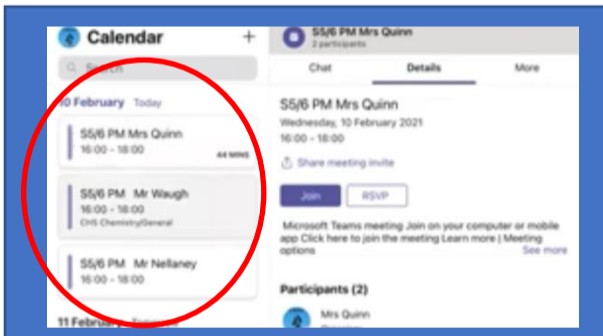 Calendar
+
Search
10 February Today
S5/6 PM Mrs Quinn
16:00 - 18:00
44 MINS
S5/6 PM Mr Waugh
16:00 - 18:00
CHS Chemistry/General
S5/6 PM Mr Nellaney
16:00 - 18:00
11 February Tomorrow
S5/6 PM Mrs Quinn
2 participants
Chat
Details
More
S5/6 PM Mrs Quinn
Wednesday, 10 February 2021
16:00 - 18:00
Share meeting invite
Join
RSVP
Microsoft Teams meeting Join on your computer or mobile
app Click here to join the meeting Learn more | Meeting
options
See more
Participants (2)
Mrs Quinn
Organizer